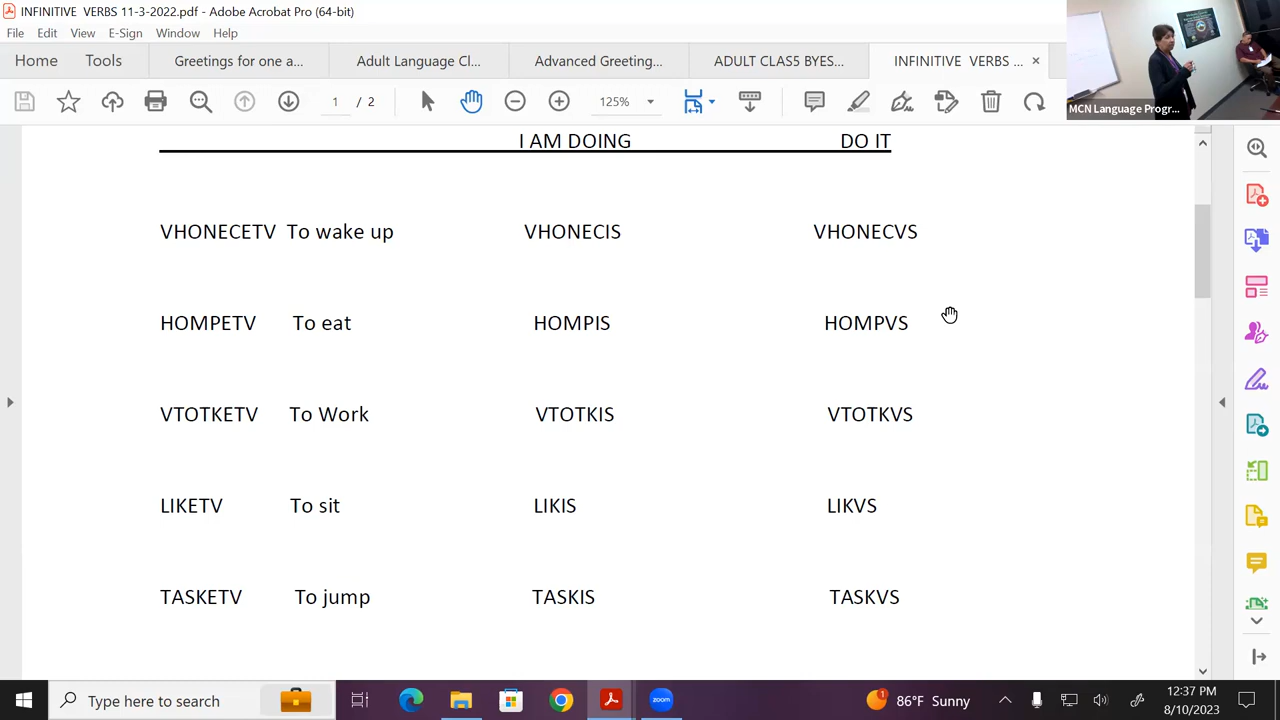 INFINITIVE VERBS 11-3-2022.pdf - Adobe Acrobat Pro (64-bit)
File Edit View E-Sign Window Help
Home Tools Greetings for one a... Adult Language Cl... Advanced Greeting... ADULT CLAS5 BYES... INFINITIVE VERBS ... ×
1 / 2 125%
MCN Language Progr...
I AM DOING DO IT
VHONECETV To wake up VHONECIS VHONECVS
HOMPETV To eat HOMPIS HOMPVS
VTOTKETV To Work VTOTKIS VTOTKVS
LIKETV To sit LIKIS LIKVS
TASKETV To jump TASKIS TASKVS
Type here to search zoom 1 86°F Sunny 12:37 PM
8/10/2023